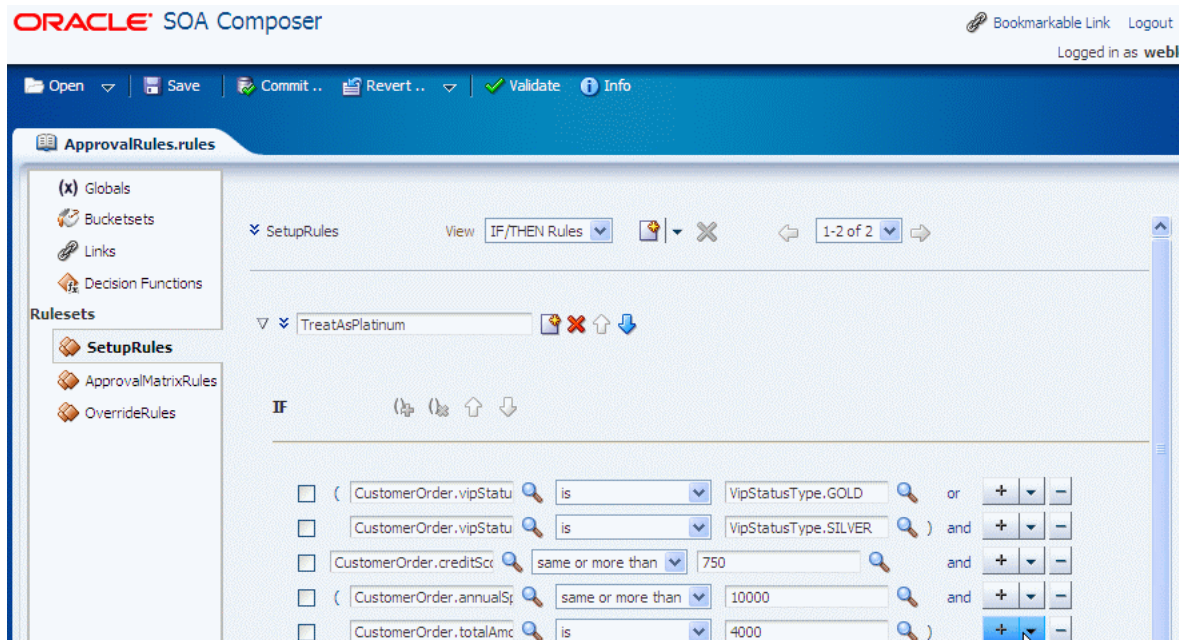 ORACLE SOA Composer
Bookmarkable Link Logout
Logged in as webl
Open Save Commit .. Revert .. Validate Info
ApprovalRules.rules
(x) Globals
Bucketsets
Links
Decision Functions
Rulesets
SetupRules
ApprovalMatrixRules
OverrideRules
SetupRules View IF/THEN Rules 1-2 of 2
TreatAsPlatinum
IF
( CustomerOrder.vipStatu is VipStatusType.GOLD or
CustomerOrder.vipStatu is VipStatusType.SILVER ) and
CustomerOrder.creditSco same or more than 750 and
( CustomerOrder.annualSp same or more than 10000 and
CustomerOrder.totalAmo is 4000 )